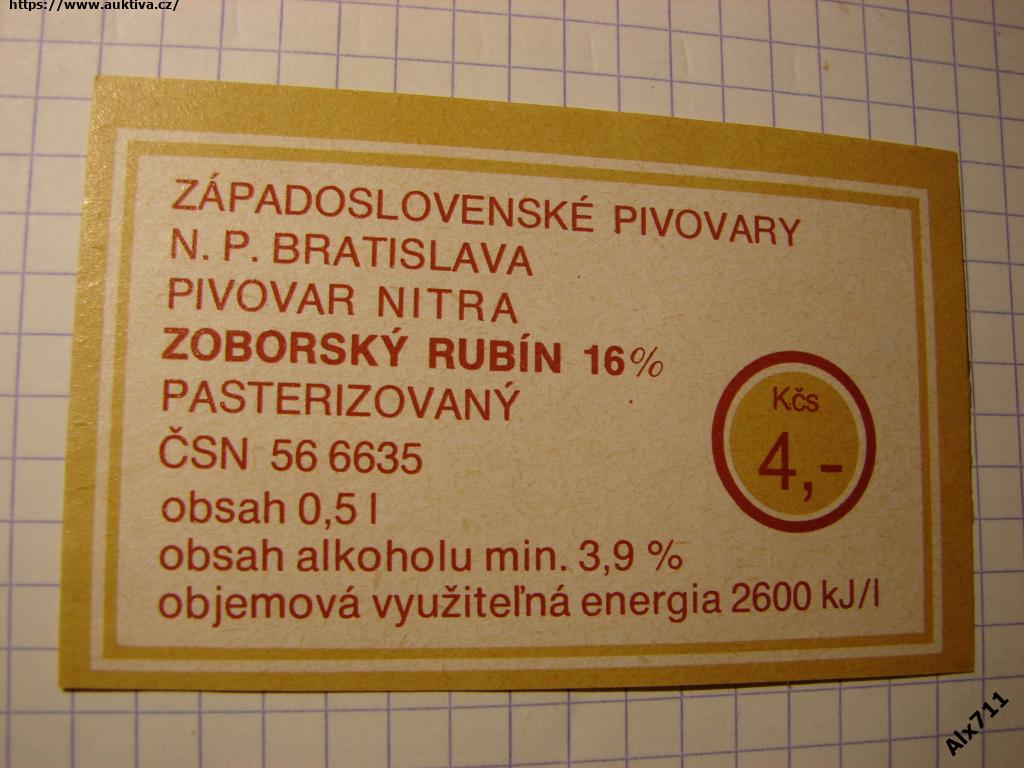 https://www.auktiva.cz/
ZÁPADOSLOVENSKÉ PIVOVARY
N. P. BRATISLAVA
PIVOVAR NITRA
ZOBORSKÝ RUBÍN 16%
PASTERIZOVANÝ
Kčs
4,-
ČSN 56 6635
obsah 0,5 l
obsah alkoholu min. 3,9 %
objemová využiteľná energia 2600 kJ/l
Alx711